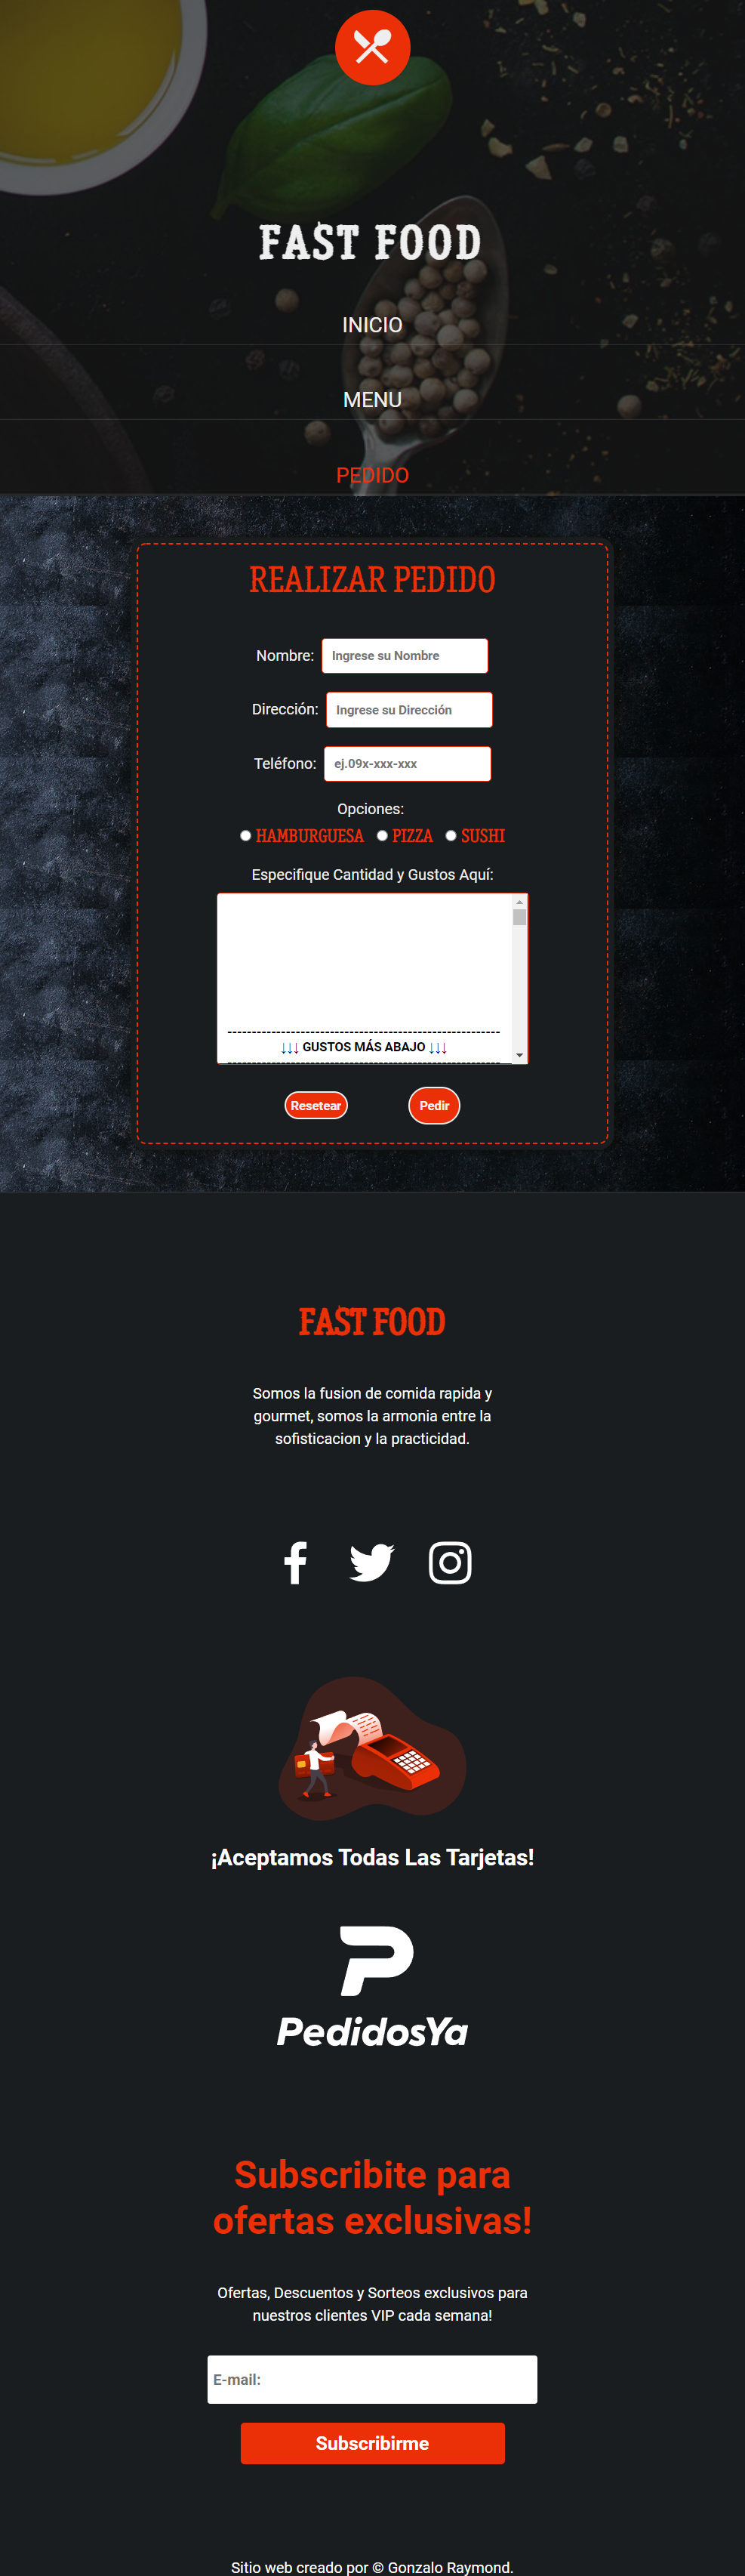 FAST FOOD
INICIO
MENU
PEDIDO
REALIZAR PEDIDO
Nombre: Ingrese su Nombre
Dirección: Ingrese su Dirección
Teléfono: ej.09x-xxx-xxx
Opciones:
HAMBURGUESA PIZZA SUSHI
Especifique Cantidad y Gustos Aquí:
--------------------------------------------------------
↓↓↓ GUSTOS MÁS ABAJO ↓↓↓
--------------------------------------------------------
Resetear Pedir
FAST FOOD
Somos la fusion de comida rapida y
gourmet, somos la armonia entre la
sofisticacion y la practicidad.
¡Aceptamos Todas Las Tarjetas!
PedidosYa
Subscribite para
ofertas exclusivas!
Ofertas, Descuentos y Sorteos exclusivos para
nuestros clientes VIP cada semana!
E-mail:
Subscribirme
Sitio web creado por © Gonzalo Raymond.